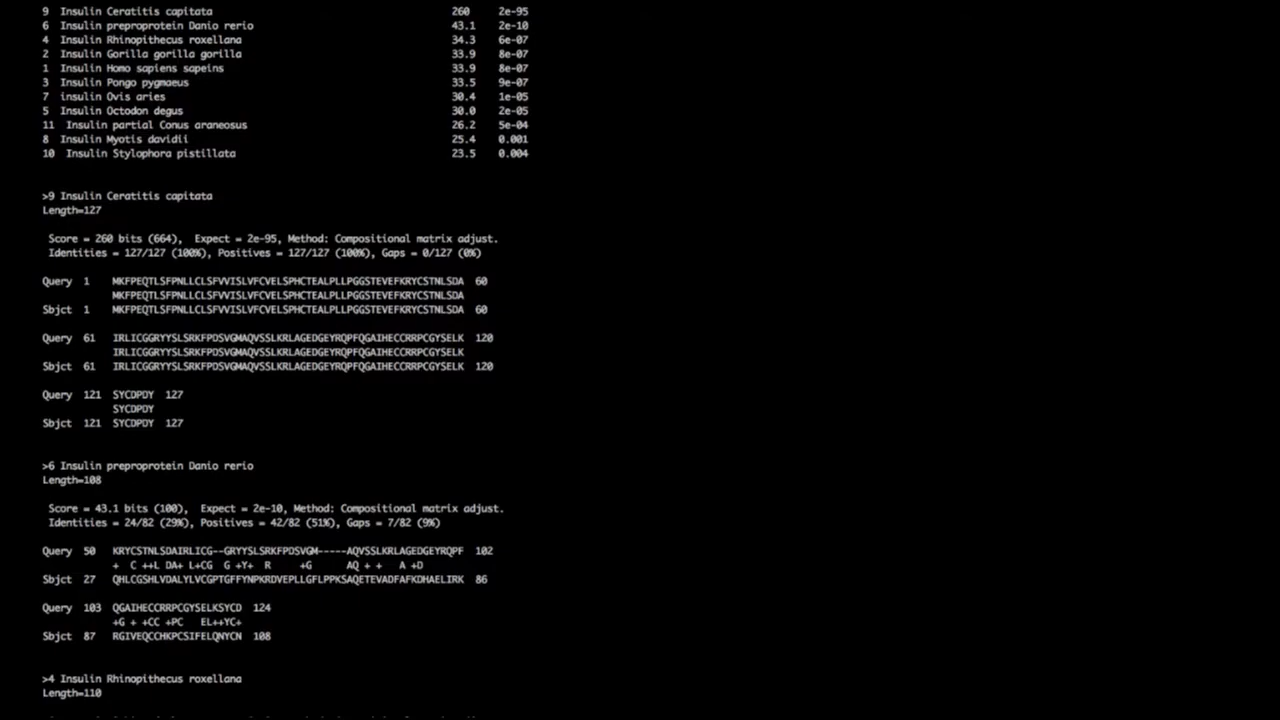 9 Insulin Ceratitis capitata 260 2e-95
6 Insulin preproprotein Danio rerio 43.1 2e-10
4 Insulin Rhinopithecus roxellana 34.3 6e-07
2 Insulin Gorilla gorilla gorilla 33.9 8e-07
1 Insulin Homo sapiens sapeins 33.9 8e-07
3 Insulin Pongo pygmaeus 33.5 9e-07
7 insulin Ovis aries 30.4 1e-05
5 Insulin Octodon degus 30.0 2e-05
11 Insulin partial Conus araneosus 26.2 5e-04
8 Insulin Myotis davidii 25.4 0.001
10 Insulin Stylophora pistillata 23.5 0.004
>9 Insulin Ceratitis capitata
Length=127
Score = 260 bits (664), Expect = 2e-95, Method: Compositional matrix adjust.
Identities = 127/127 (100%), Positives = 127/127 (100%), Gaps = 0/127 (0%)
Query 1 MKFPEQTLSFPNLLCLSFVVISLVFCVELSPHCTEALPLLPGGSTEVEFKRYCSTNLSDA 60
MKFPEQTLSFPNLLCLSFVVISLVFCVELSPHCTEALPLLPGGSTEVEFKRYCSTNLSDA
Sbjct 1 MKFPEQTLSFPNLLCLSFVVISLVFCVELSPHCTEALPLLPGGSTEVEFKRYCSTNLSDA 60
Query 61 IRLICGGRYYSLSRKFPDSVGMAQVSSLKRLAGEDGEYRQPFQGAIHECCRRPCGYSELK 120
IRLICGGRYYSLSRKFPDSVGMAQVSSLKRLAGEDGEYRQPFQGAIHECCRRPCGYSELK
Sbjct 61 IRLICGGRYYSLSRKFPDSVGMAQVSSLKRLAGEDGEYRQPFQGAIHECCRRPCGYSELK 120
Query 121 SYCDPDY 127
SYCDPDY
Sbjct 121 SYCDPDY 127
>6 Insulin preproprotein Danio rerio
Length=108
Score = 43.1 bits (100), Expect = 2e-10, Method: Compositional matrix adjust.
Identities = 24/82 (29%), Positives = 42/82 (51%), Gaps = 7/82 (9%)
Query 50 KRYCSTNLSDAIRLICG--GRYYSLSRKFPDSVGM-----AQVSSLKRLAGEDGEYRQPF 102
+ C ++L DA L+CG G +Y+ R +G AQ + + A +D
Sbjct 27 QHLCGSHLVDALYLVCGPTGFFYNPKRDVEPLLGFLPPKSAQETEVADFAFKDHAELIRK 86
Query 103 QGAIHECCRRPCGYSELKSYCD 124
+G + +CC +PC EL++YC+
Sbjct 87 RGIVEQCCHKPCSIFELQNYCN 108
>4 Insulin Rhinopithecus roxellana
Length=110